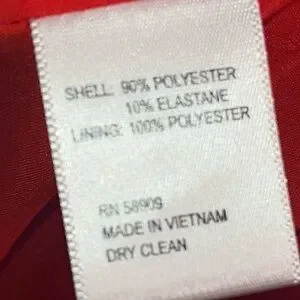 SHELL: 90% POLYESTER
10% ELASTANE
LINING: 100% POLYESTER
RN 58909
MADE IN VIETNAM
DRY CLEAN